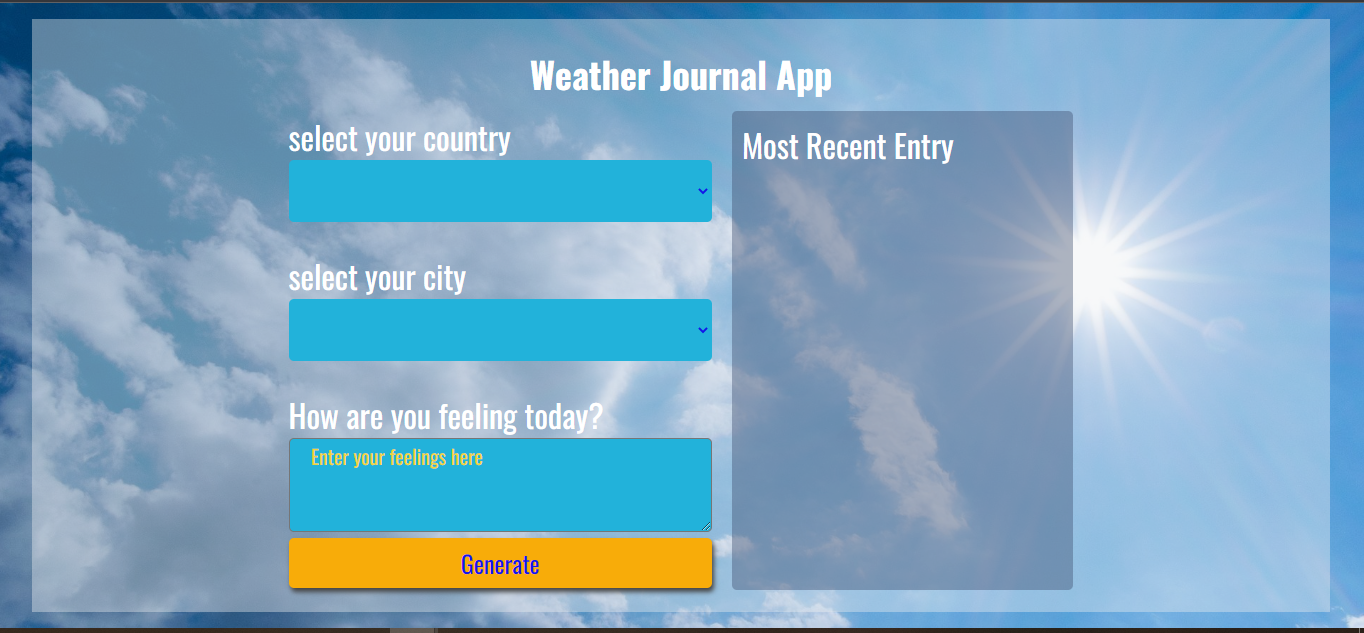 Weather Journal App
select your country
select your city
How are you feeling today?
Enter your feelings here
Generate
Most Recent Entry